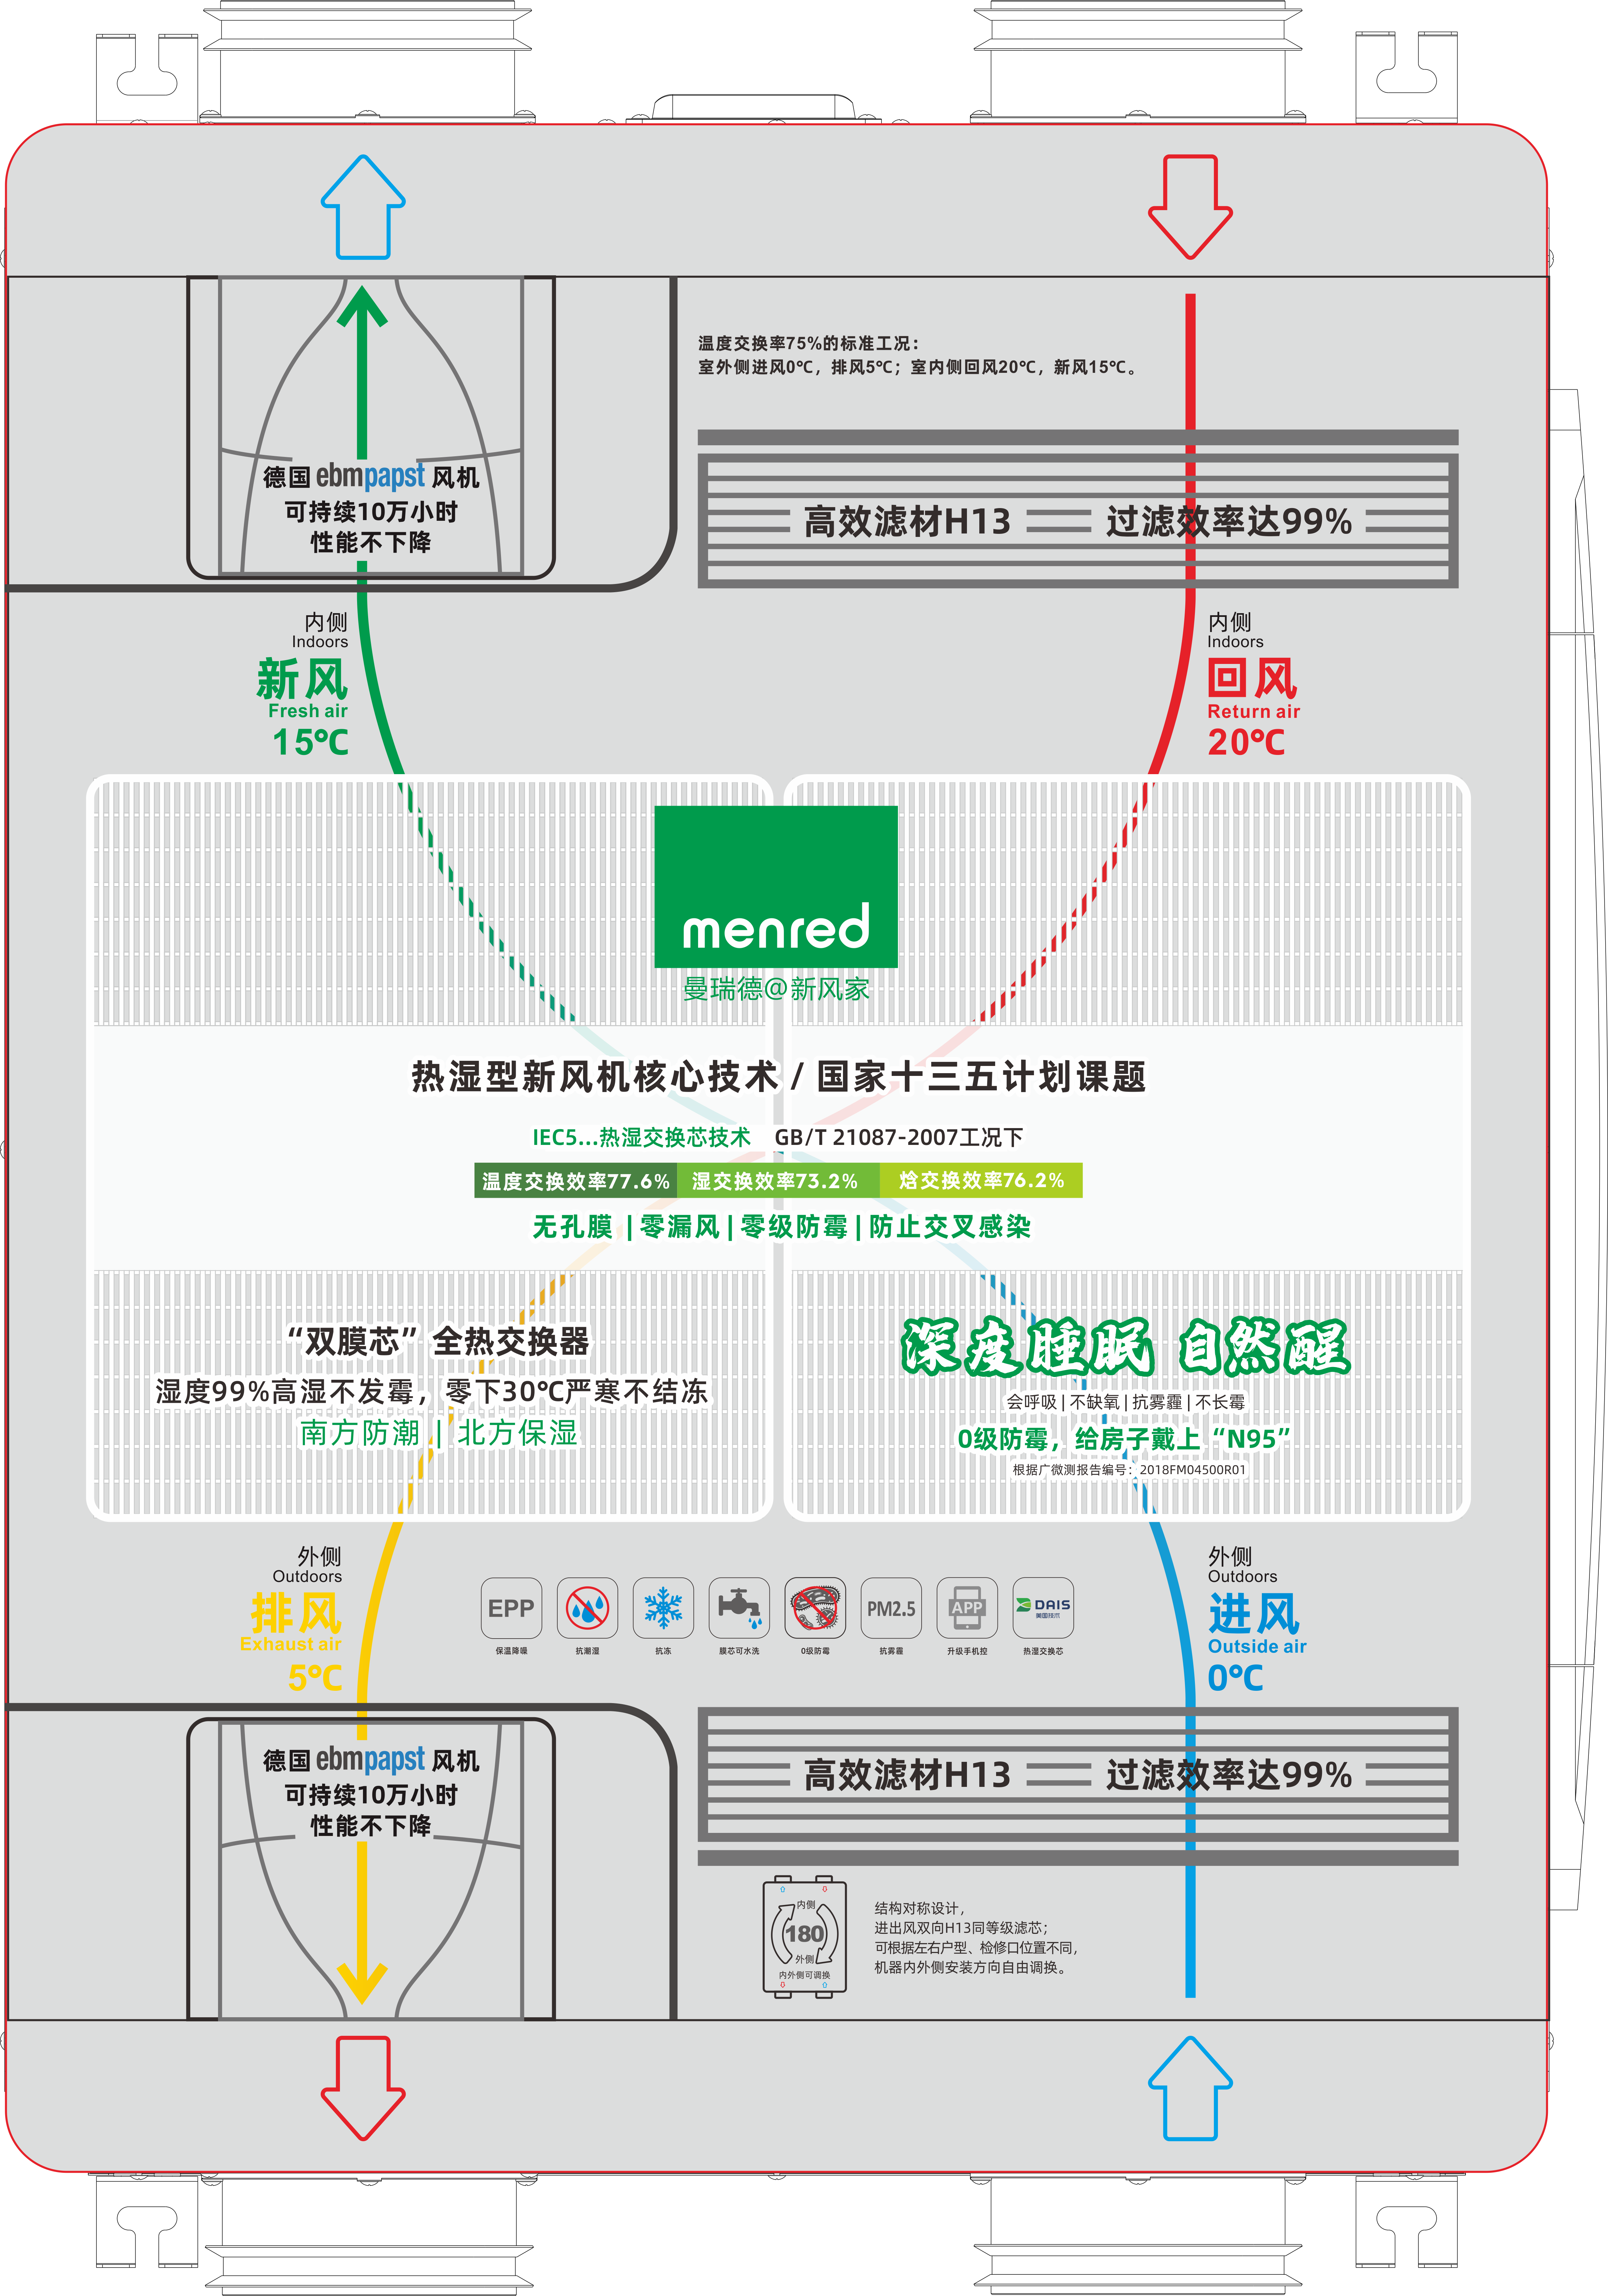 温度交换率75%的标准工况：
室外侧进风0℃，排风5℃；室内侧回风20℃，新风15℃。
德国 ebmpapst 风机
可持续10万小时
性能不下降
高效滤材H13 过滤效率达99%
内侧
Indoors
新风
Fresh air
15℃
内侧
Indoors
回风
Return air
20℃
menred
曼瑞德@新风家
热湿型新风机核心技术 / 国家十三五计划课题
IEC5...热湿交换芯技术 GB/T 21087-2007工况下
温度交换效率77.6% 湿交换效率73.2% 焓交换效率76.2%
无孔膜 | 零漏风 | 零级防霉 | 防止交叉感染
“双膜芯” 全热交换器
湿度99%高湿不发霉，零下30℃严寒不结冻
南方防潮 | 北方保湿
深度睡眠 自然醒
会呼吸 | 不缺氧 | 抗雾霾 | 不长霉
0级防霉，给房子戴上 “N95”
根据广微测报告编号：2018FM04500R01
外侧
Outdoors
排风
Exhaust air
5℃
EPP PM2.5 APP DAIS
美国技术
保温降噪 抗潮湿 抗冻 膜芯可水洗 0级防霉 抗雾霾 升级手机控 热湿交换芯
外侧
Outdoors
进风
Outside air
0℃
德国 ebmpapst 风机
可持续10万小时
性能不下降
高效滤材H13 过滤效率达99%
内侧
180
外侧
内外侧可调换
结构对称设计，
进出风双向H13同等级滤芯；
可根据左右户型、检修口位置不同，
机器内外侧安装方向自由调换。